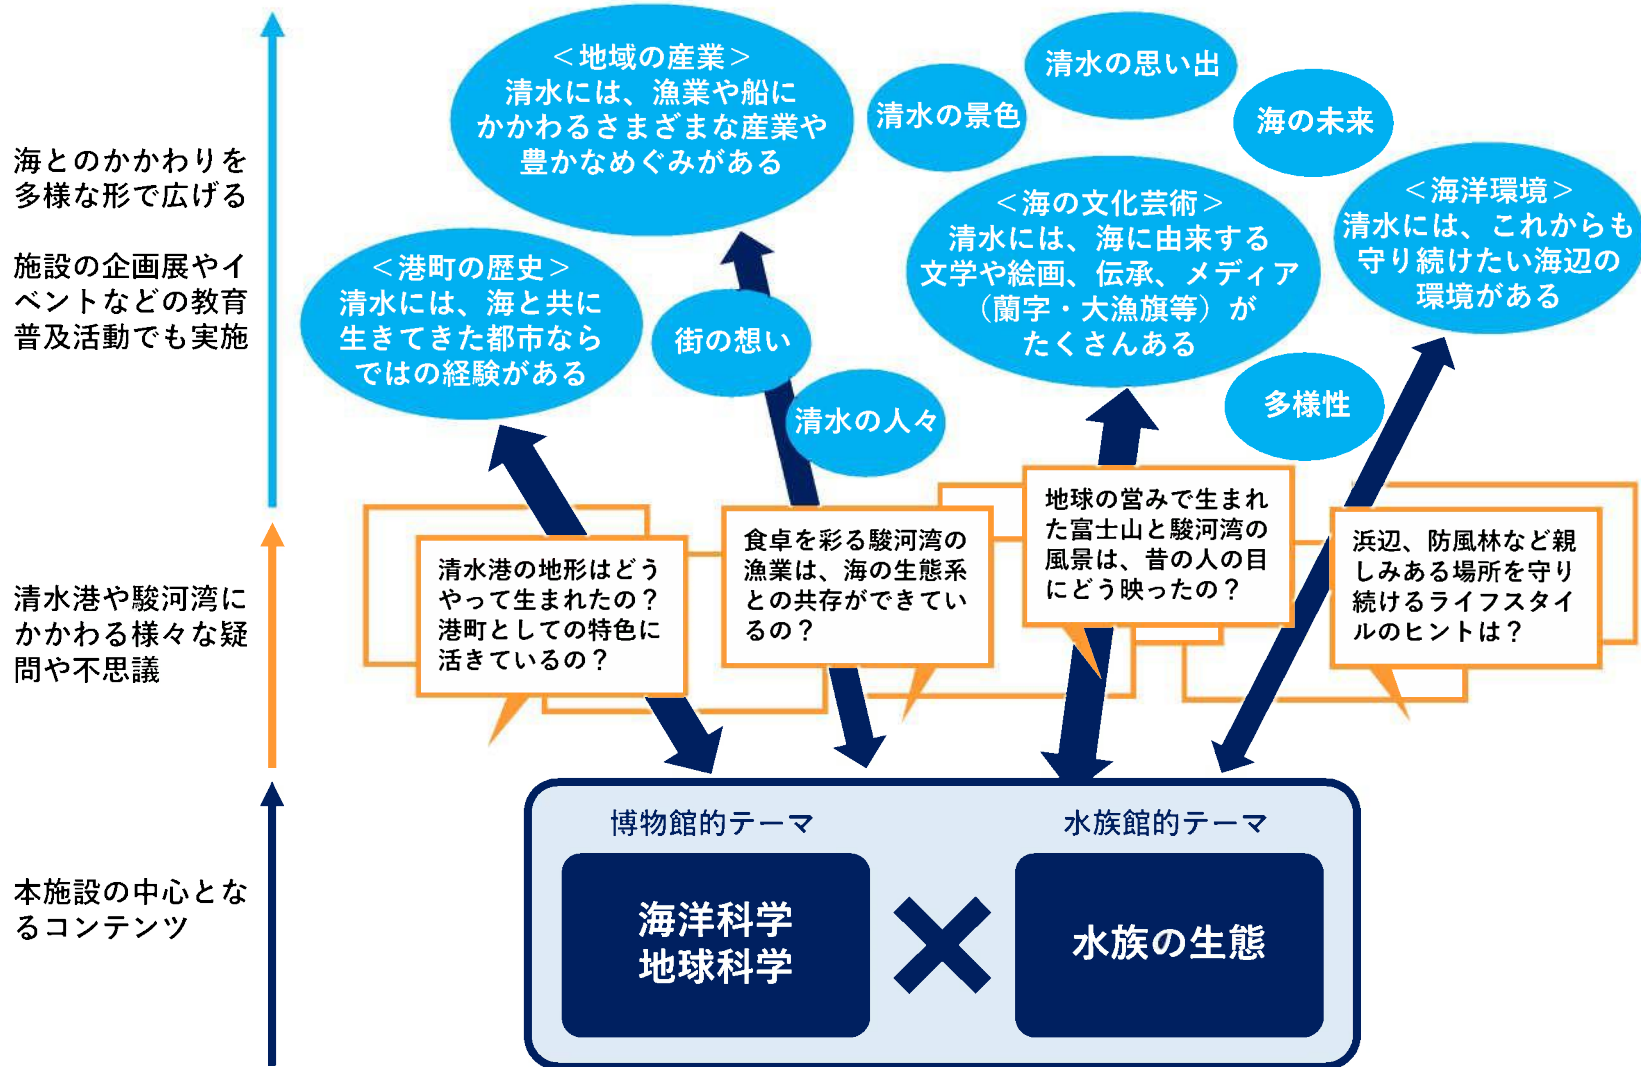 海とのかかわりを
多様な形で広げる
施設の企画展やイ
ベントなどの教育
普及活動でも実施
清水港や駿河湾に
かかわる様々な疑
問や不思議
本施設の中心とな
るコンテンツ
＜地域の産業＞
清水には、漁業や船に
かかわるさまざまな産業や
豊かなめぐみがある
清水の景色
清水の思い出
海の未来
＜港町の歴史＞
清水には、海と共に
生きてきた都市なら
ではの経験がある
街の想い
清水の人々
＜海の文化芸術＞
清水には、海に由来する
文学や絵画、伝承、メディア
（蘭字・大漁旗等）が
たくさんある
＜海洋環境＞
清水には、これからも
守り続けたい海辺の
環境がある
多様性
清水港の地形はどう
やって生まれたの？
港町としての特色に
活きているの？
食卓を彩る駿河湾の
漁業は、海の生態系
との共存ができてい
るの？
地球の営みで生まれ
た富士山と駿河湾の
風景は、昔の人の目
にどう映ったの？
浜辺、防風林など親
しみある場所を守り
続けるライフスタイ
ルのヒントは？
博物館的テーマ
海洋科学
地球科学
水族館的テーマ
水族の生態